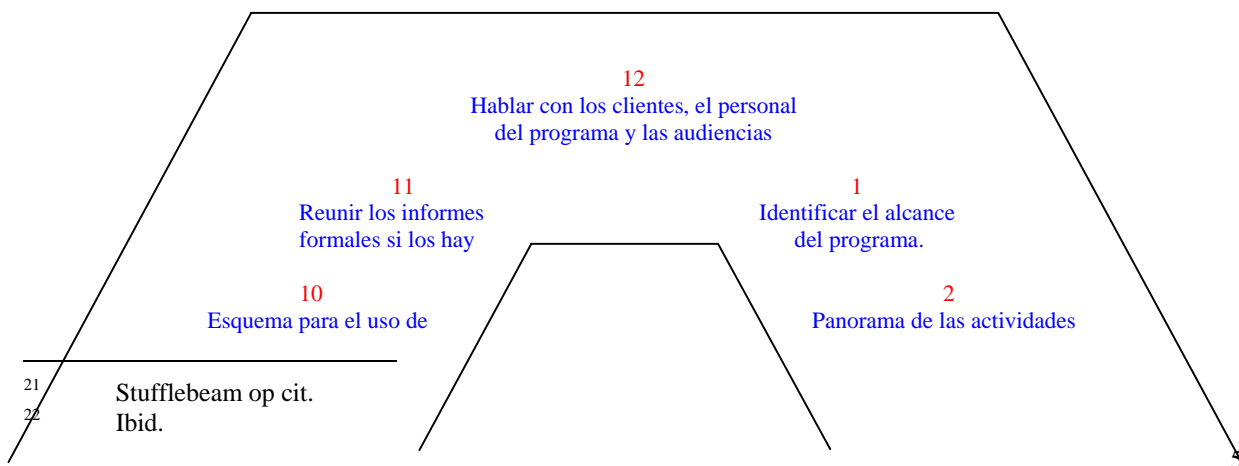 12
Hablar con los clientes, el personal
del programa y las audiencias
11
Reunir los informes
formales si los hay
1
Identificar el alcance
del programa.
10
Esquema para el uso de
2
Panorama de las actividades
21 Stufflebeam op cit.
22 Ibid.